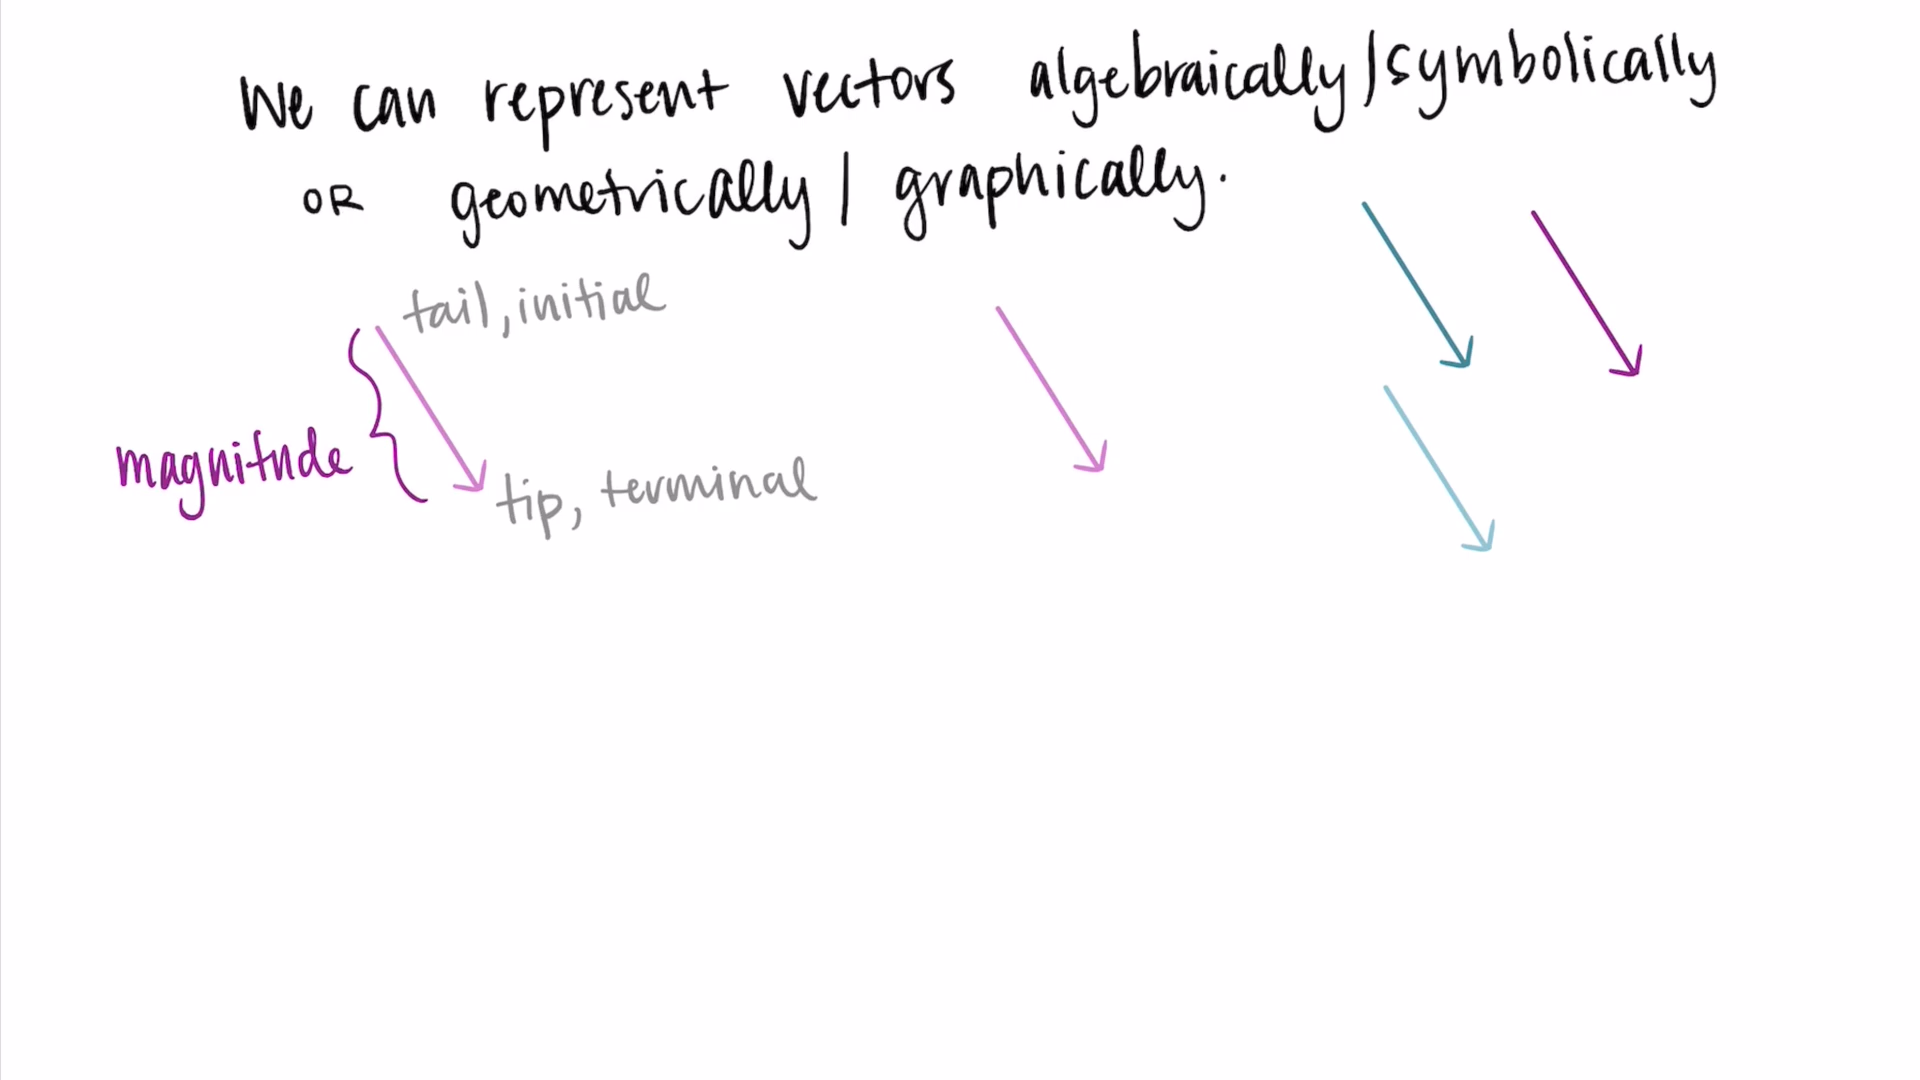 We can represent vectors algebraically/symbolically
OR geometrically/graphically.
tail, initial
magnitude
tip, terminal